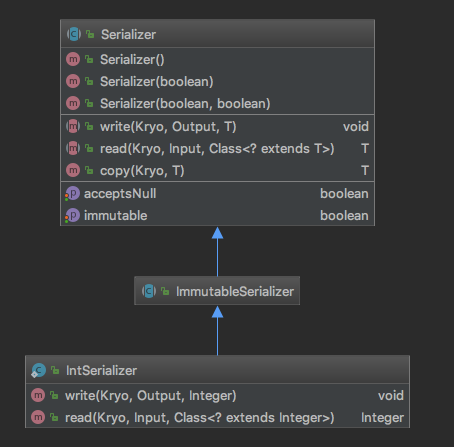 Serializer
Serializer()
Serializer(boolean)
Serializer(boolean, boolean)
write(Kryo, Output, T) void
read(Kryo, Input, Class<? extends T>) T
copy(Kryo, T) T
acceptsNull boolean
immutable boolean
ImmutableSerializer
IntSerializer
write(Kryo, Output, Integer) void
read(Kryo, Input, Class<? extends Integer>) Integer